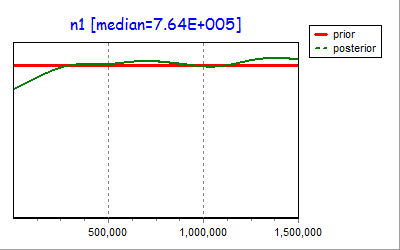 n1 [median=7.64E+005]
prior
posterior
500,000
1,000,000
1,500,000